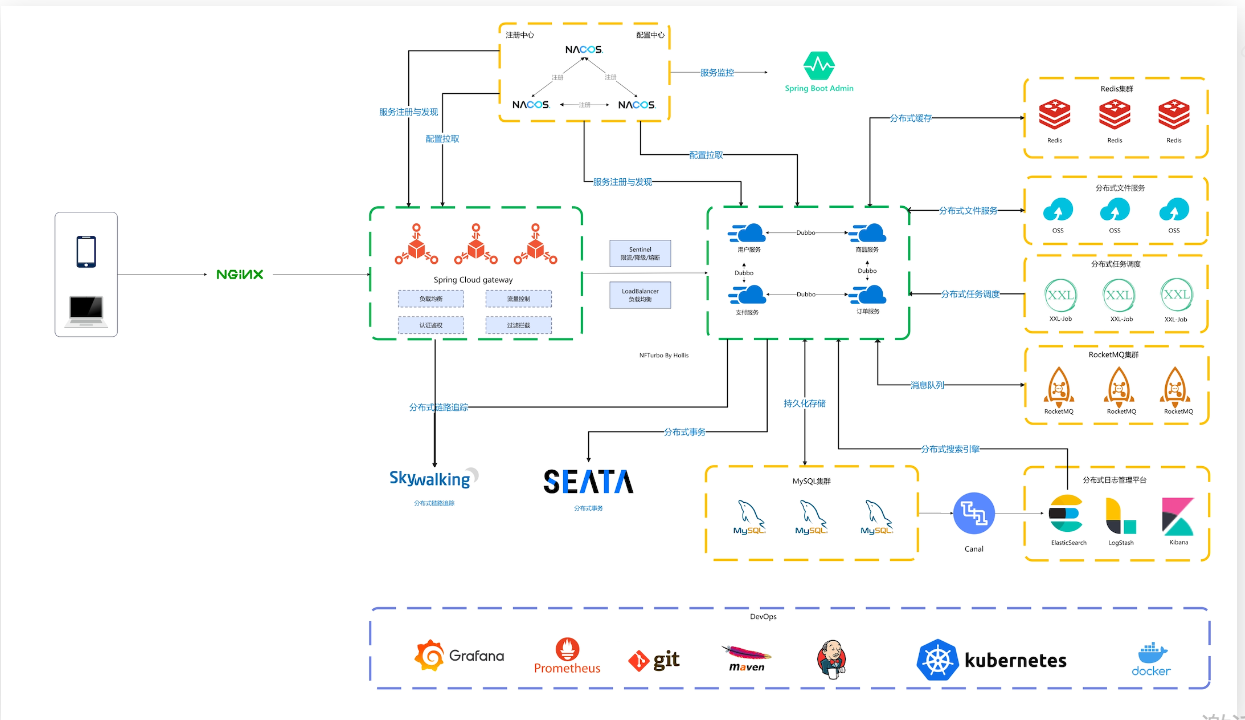 注册中心
配置中心
NACOS.
注册
注册
NACOS.
注册
NACOS.
服务监控
Spring Boot Admin
服务注册与发现
配置拉取
配置拉取
服务注册与发现
分布式缓存
Redis集群
Redis
Redis
Redis
分布式文件服务
分布式文件服务
OSS
OSS
OSS
NGINX
Spring Cloud gateway
负载均衡
流量控制
认证鉴权
过滤拦截
Sentinel
限流/降级/熔断
LoadBalancer
负载均衡
Dubbo
用户服务
商品服务
Dubbo
Dubbo
Dubbo
支付服务
订单服务
分布式任务调度
分布式任务调度
XXL
XXL
XXL
XXL-Job
XXL-Job
XXL-Job
NFTurbo By Hollis
RocketMQ集群
消息队列
RocketMQ
RocketMQ
RocketMQ
分布式链路追踪
持久化存储
分布式事务
分布式搜索引擎
Skywalking
分布式链路追踪
SEATA
分布式事务
MySQL集群
MySQL.
MySQL.
MySQL.
Canal
分布式日志管理平台
ElasticSearch
LogStash
Kibana
DevOps
Grafana
Prometheus
git
maven
kubernetes
docker